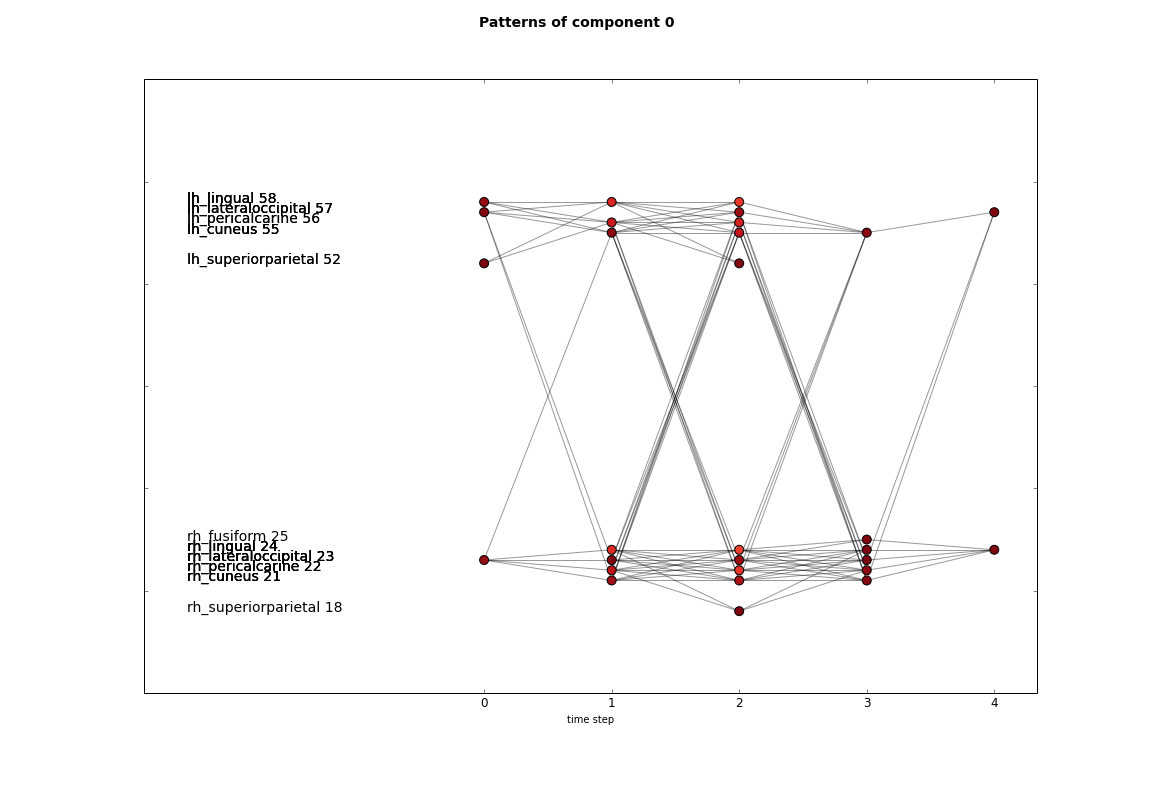 Patterns of component 0
lh_lingual 58
lh_lateraloccipital 57
lh_pericalcarine 56
lh_cuneus 55
lh_superiorparietal 52
rh_fusiform 25
rh_lingual 24
rh_lateraloccipital 23
rh_pericalcarine 22
rh_cuneus 21
rh_superiorparietal 18
0 1 2 3 4
time step